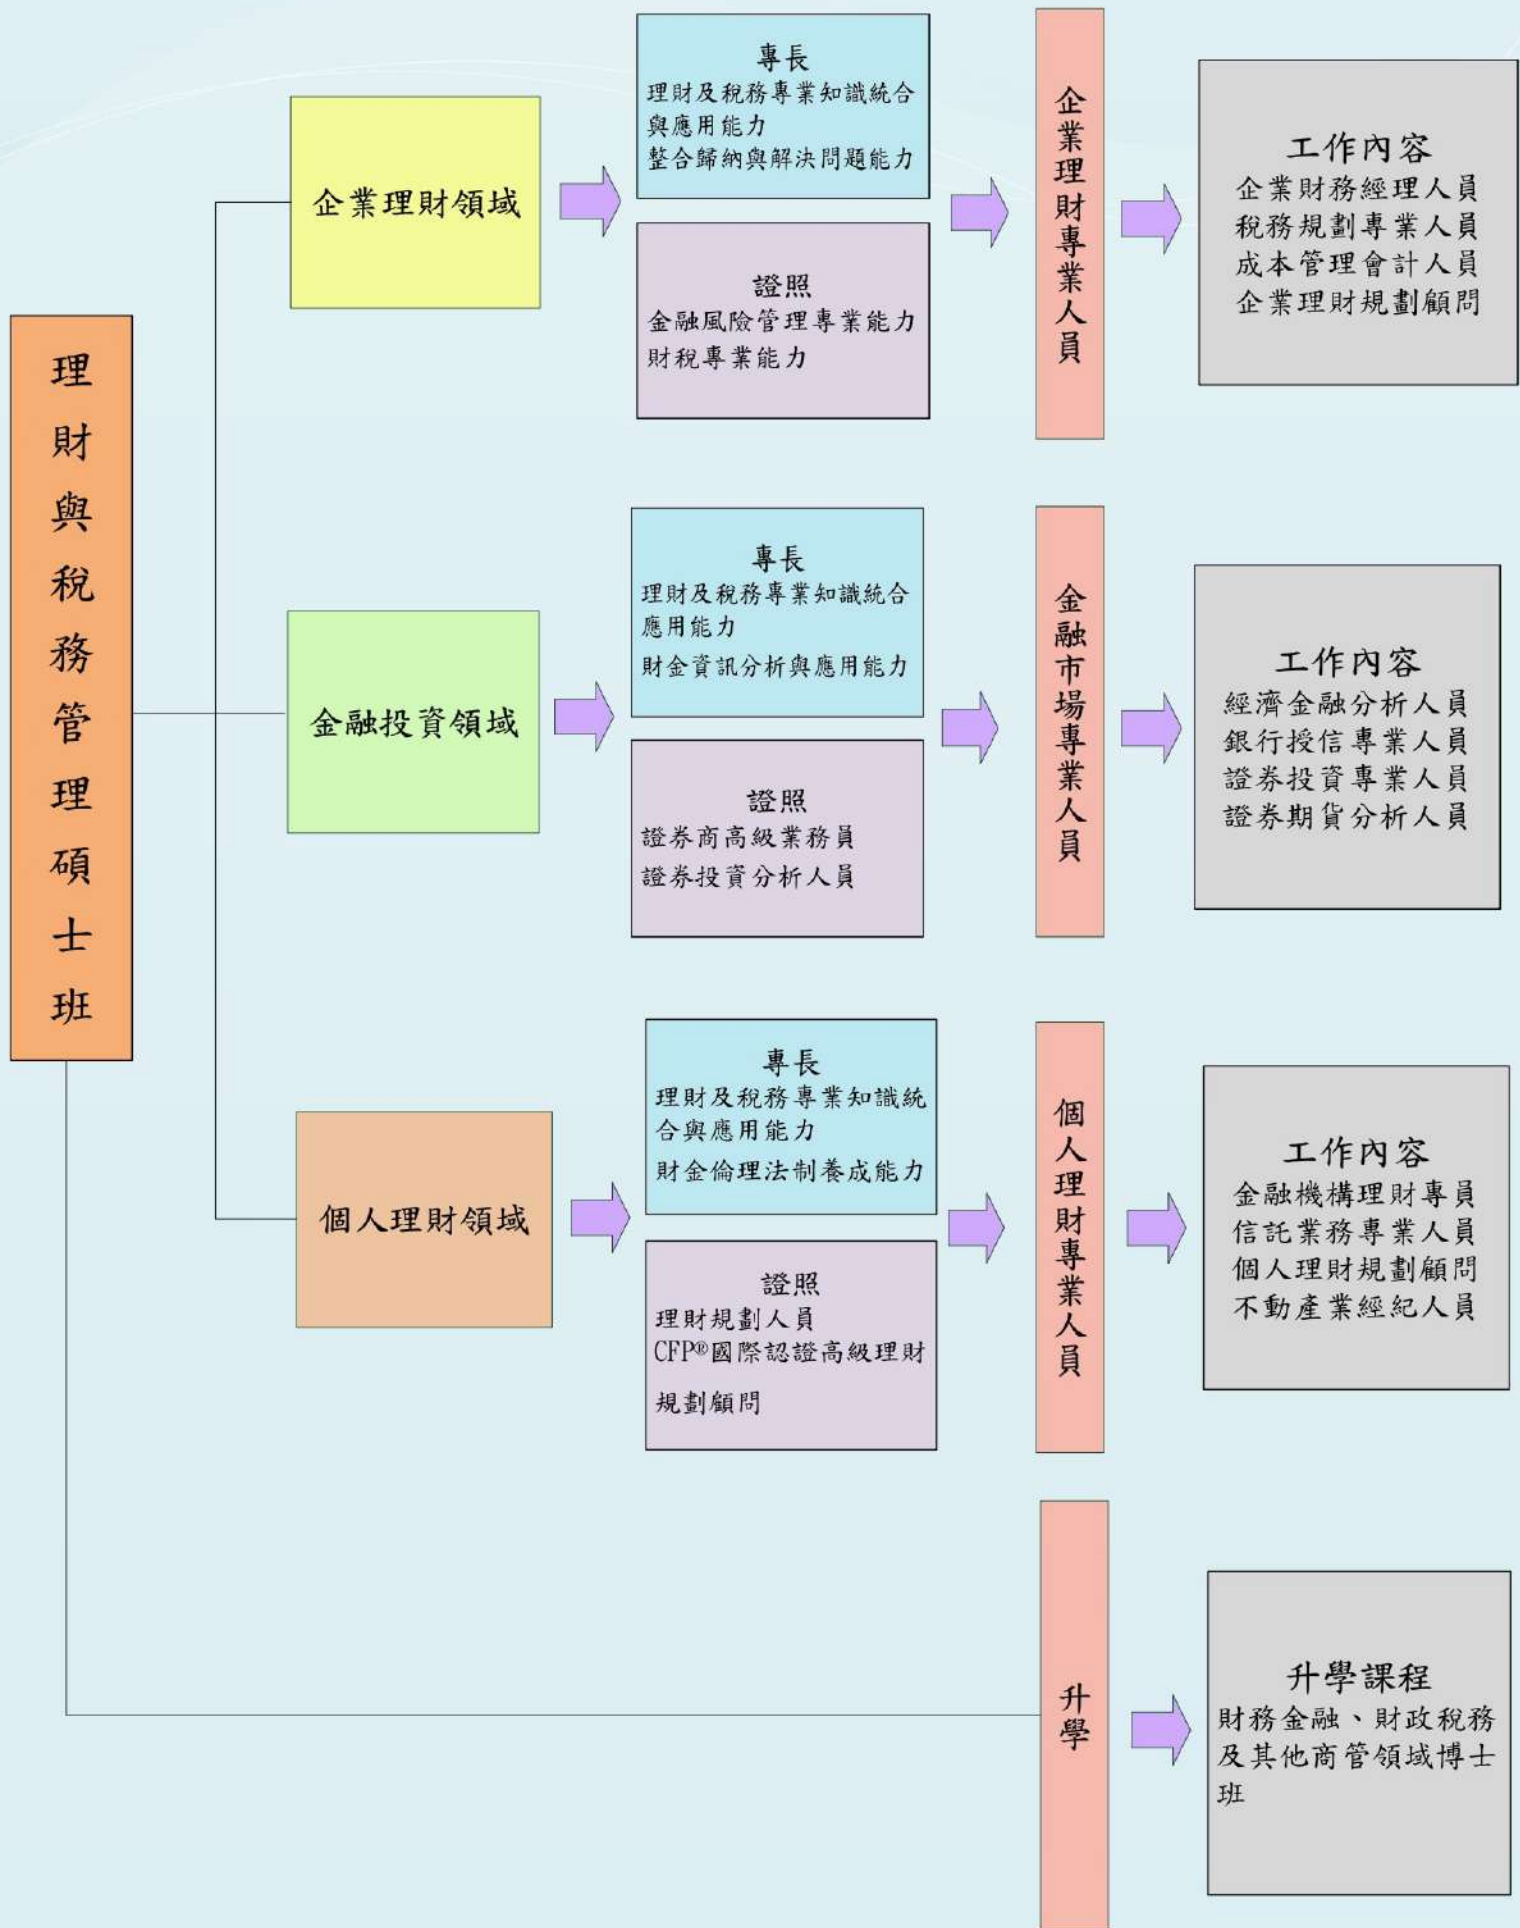 理財與稅務管理碩士班
企業理財領域
專長
理財及稅務專業知識統合
與應用能力
整合歸納與解決問題能力
證照
金融風險管理專業能力
財稅專業能力
企業理財專業人員
工作內容
企業財務經理人員
稅務規劃專業人員
成本管理會計人員
企業理財規劃顧問
金融投資領域
專長
理財及稅務專業知識統合
應用能力
財金資訊分析與應用能力
證照
證券商高級業務員
證券投資分析人員
金融市場專業人員
工作內容
經濟金融分析人員
銀行授信專業人員
證券投資專業人員
證券期貨分析人員
個人理財領域
專長
理財及稅務專業知識統
合與應用能力
財金倫理法制養成能力
證照
理財規劃人員
CFP®國際認證高級理財
規劃顧問
個人理財專業人員
工作內容
金融機構理財專員
信託業務專業人員
個人理財規劃顧問
不動產業經紀人員
升學
升學課程
財務金融、財政稅務
及其他商管領域博士
班